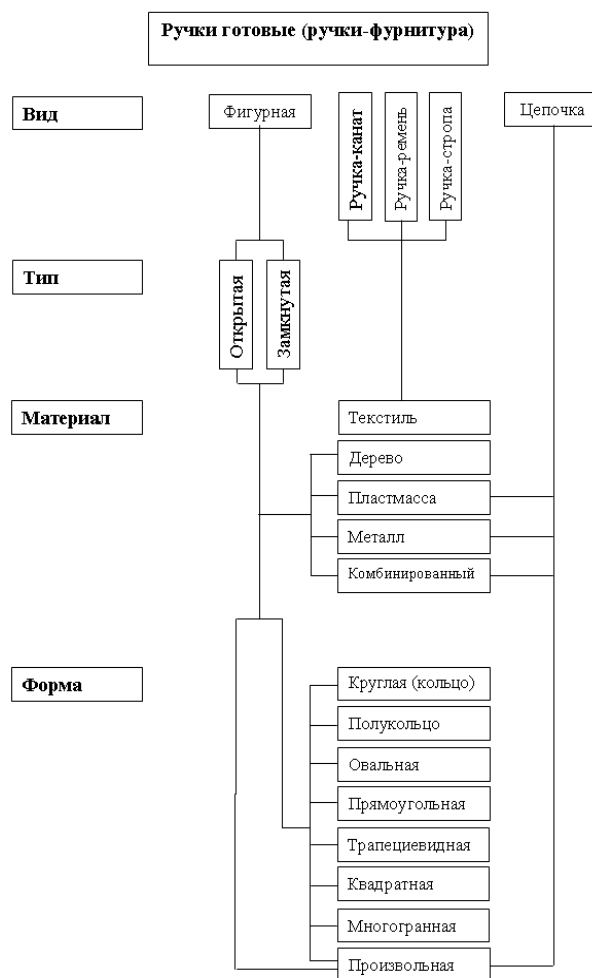 Ручки готовые (ручки-фурнитура)
Вид
Фигурная
Ручка-канат
Ручка-ремень
Ручка-стропа
Цепочка
Тип
Открытая
Замкнутая
Материал
Текстиль
Дерево
Пластмасса
Металл
Комбинированный
Форма
Круглая (кольцо)
Полукольцо
Овальная
Прямоугольная
Трапециевидная
Квадратная
Многогранная
Произвольная